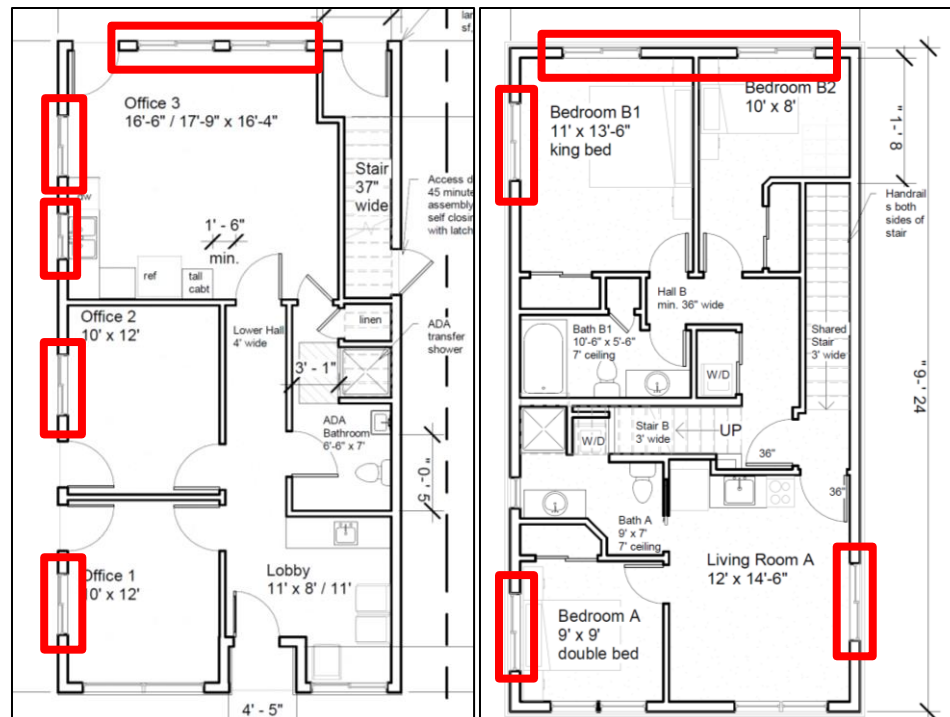 lar
sf,
Office 3
16'-6" / 17'-9" x 16'-4"
Stair
37"
wide
Access d
45 minute
assembly
self closin
with latch
1' - 6"
min.
ref
tall
cabt
Office 2
10' x 12'
Lower Hall
4' wide
linen
ADA
transfer
shower
3' - 1"
ADA
Bathroom
6'-6" x 7'
5' - 0"
Office 1
10' x 12'
Lobby
11' x 8' / 11'
4' - 5"
Bedroom B1
11' x 13'-6"
king bed
Bedroom B2
10' x 8'
8' - 1"
Handrail
s both
sides of
stair
Hall B
min. 36" wide
Bath B1
10'-6" x 5'-6"
7' ceiling
W/D
Shared
Stair
3' wide
24' - 9"
W/D
Stair B
3' wide
UP
36"
36"
Bath A
9' x 7'
7' ceiling
Living Room A
12' x 14'-6"
Bedroom A
9' x 9'
double bed